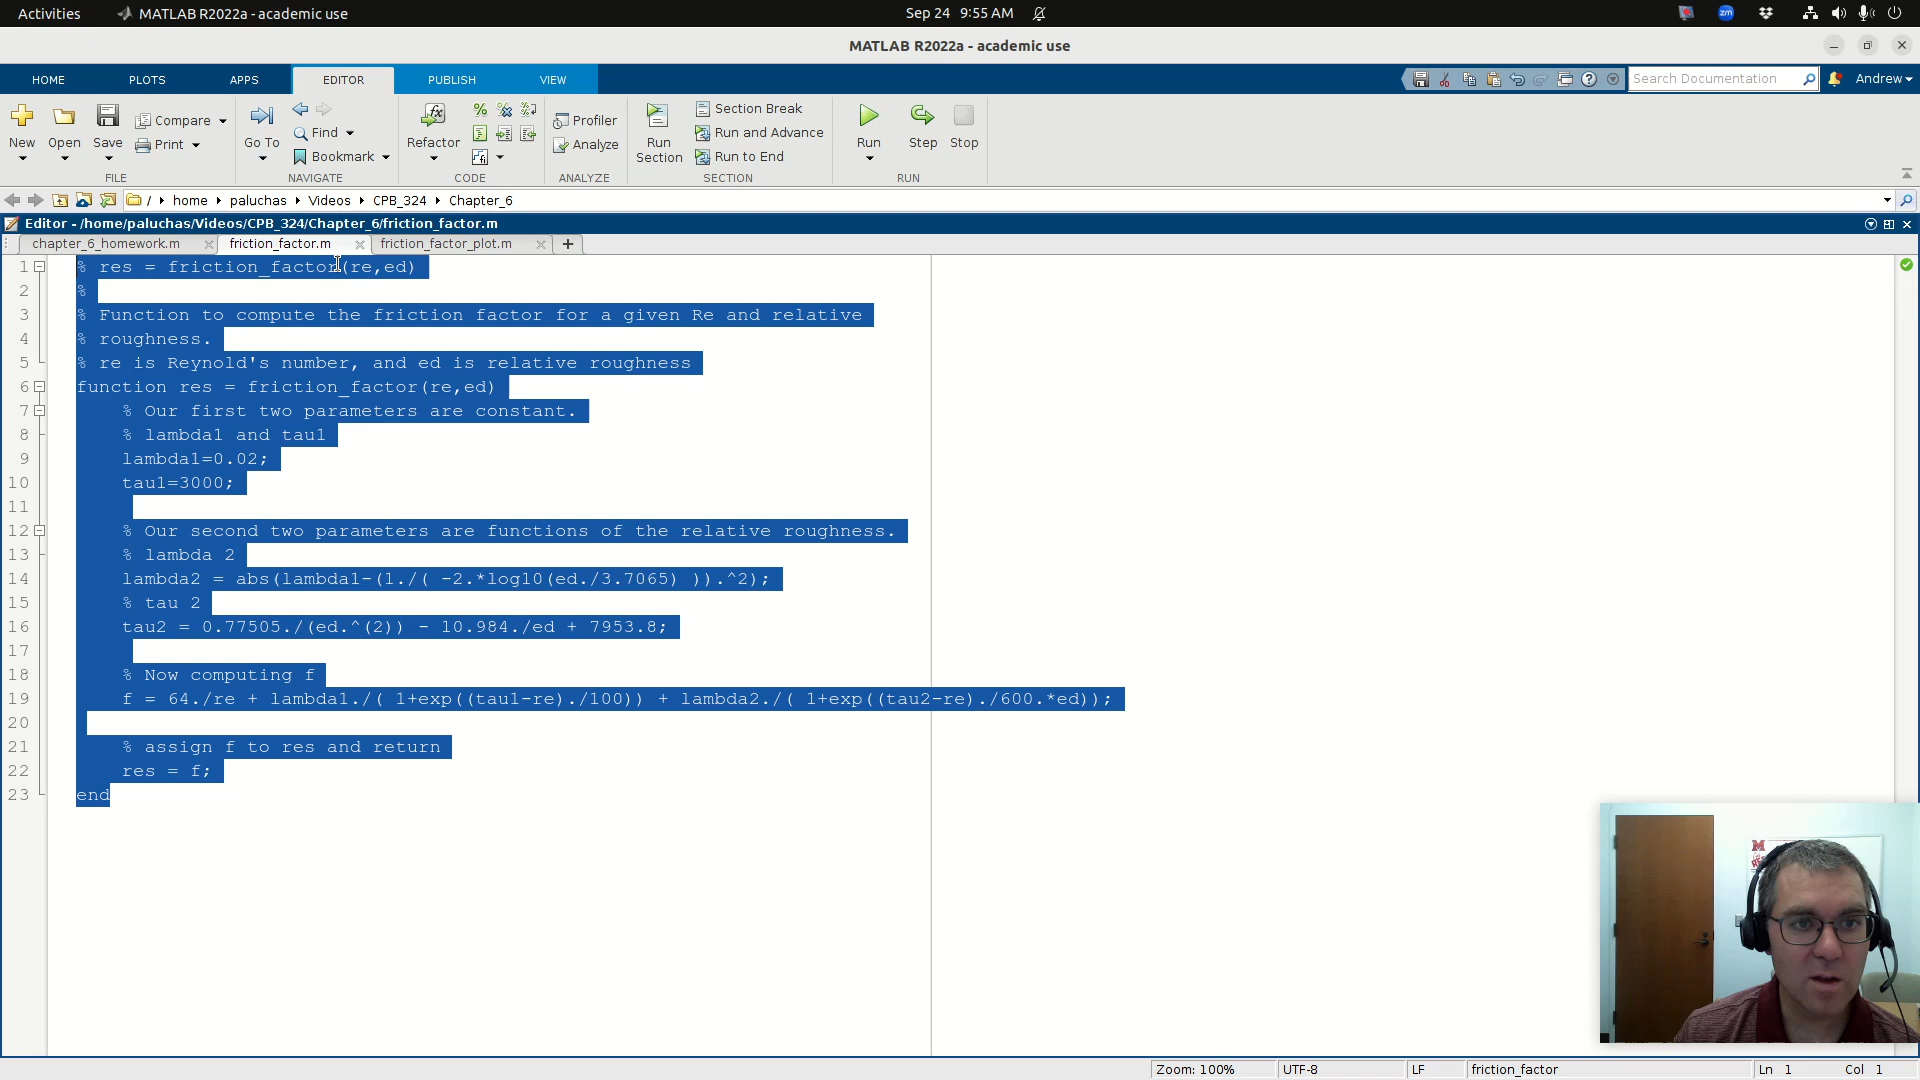 Activities MATLAB R2022a - academic use Sep 24 9:55 AM zm
MATLAB R2022a - academic use
HOME PLOTS APPS EDITOR PUBLISH VIEW Search Documentation Andrew
New Open Save Compare Print Go To Find Bookmark Refactor Profiler Analyze Run Section Section Break Run and Advance Run to End Run Step Stop
FILE NAVIGATE CODE ANALYZE SECTION RUN
/ home paluchas Videos CPB_324 Chapter_6
Editor - /home/paluchas/Videos/CPB_324/Chapter_6/friction_factor.m
chapter_6_homework.m friction_factor.m friction_factor_plot.m
1 % res = friction_factor(re,ed)
2 %
3 % Function to compute the friction factor for a given Re and relative
4 % roughness.
5 % re is Reynold's number, and ed is relative roughness
6 function res = friction_factor(re,ed)
7 % Our first two parameters are constant.
8 % lambda1 and tau1
9 lambda1=0.02;
10 tau1=3000;
11
12 % Our second two parameters are functions of the relative roughness.
13 % lambda 2
14 lambda2 = abs(lambda1-(1./( -2.*log10(ed./3.7065) )).^2);
15 % tau 2
16 tau2 = 0.77505./(ed.^(2)) - 10.984./ed + 7953.8;
17
18 % Now computing f
19 f = 64./re + lambda1./( 1+exp((tau1-re)./100)) + lambda2./( 1+exp((tau2-re)./600.*ed));
20
21 % assign f to res and return
22 res = f;
23 end
M
Zoom: 100% UTF-8 LF friction_factor Ln 1 Col 1